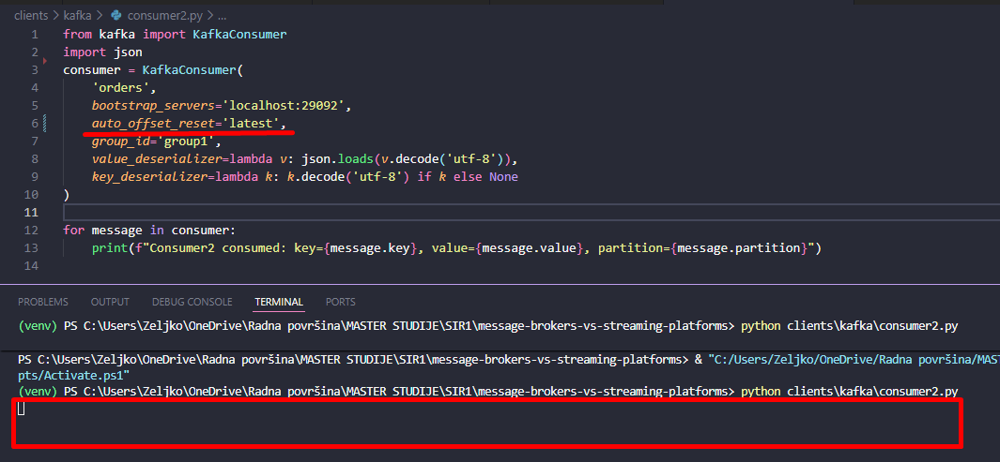 clients > kafka > consumer2.py > ...
1 from kafka import KafkaConsumer
2 import json
3 consumer = KafkaConsumer(
4     'orders',
5     bootstrap_servers='localhost:29092',
6     auto_offset_reset='latest',
7     group_id='group1',
8     value_deserializer=lambda v: json.loads(v.decode('utf-8')),
9     key_deserializer=lambda k: k.decode('utf-8') if k else None
10 )
11
12 for message in consumer:
13     print(f"Consumer2 consumed: key={message.key}, value={message.value}, partition={message.partition}")
14
PROBLEMS OUTPUT DEBUG CONSOLE TERMINAL PORTS
(venv) PS C:\Users\Zeljko\OneDrive\Radna površina\MASTER STUDIJE\SIR1\message-brokers-vs-streaming-platforms> python clients\kafka\consumer2.py
PS C:\Users\Zeljko\OneDrive\Radna površina\MASTER STUDIJE\SIR1\message-brokers-vs-streaming-platforms> & "C:/Users/Zeljko/OneDrive/Radna površina/MAS
pts/Activate.ps1"
(venv) PS C:\Users\Zeljko\OneDrive\Radna površina\MASTER STUDIJE\SIR1\message-brokers-vs-streaming-platforms> python clients\kafka\consumer2.py